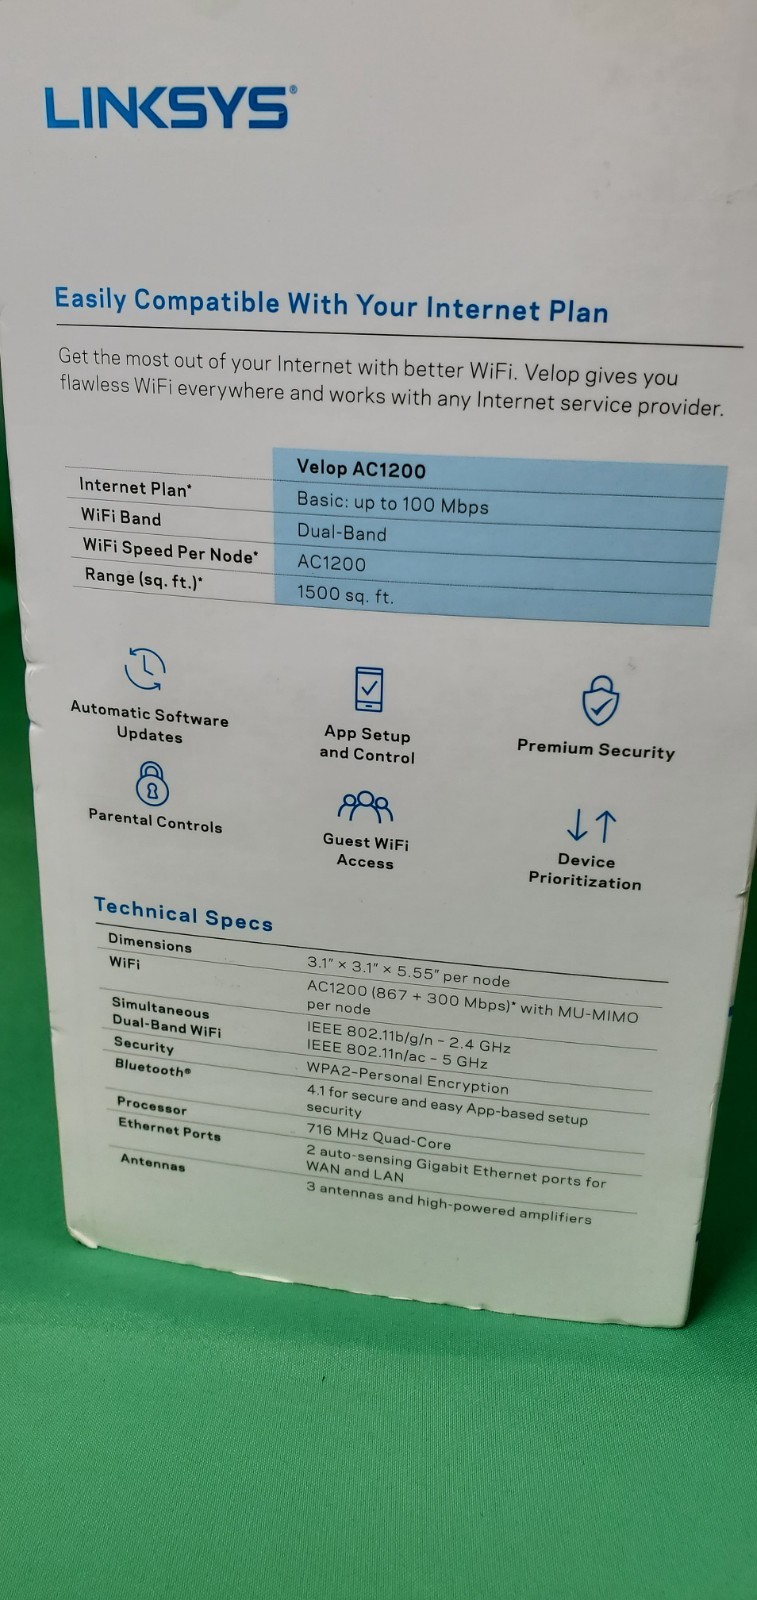 LINKSYS®
Easily Compatible With Your Internet Plan
Get the most out of your Internet with better WiFi. Velop gives you
flawless WiFi everywhere and works with any Internet service provider.
Velop AC1200
Internet Plan* Basic: up to 100 Mbps
WiFi Band Dual-Band
WiFi Speed Per Node* AC1200
Range (sq. ft.)* 1500 sq. ft.
Automatic Software
Updates
App Setup
and Control
Premium Security
Parental Controls
Guest WiFi
Access
Device
Prioritization
Technical Specs
Dimensions 3.1" × 3.1" × 5.55" per node
WiFi AC1200 (867 + 300 Mbps)* with MU-MIMO
per node
Simultaneous IEEE 802.11b/g/n - 2.4 GHz
Dual-Band WiFi IEEE 802.11n/ac - 5 GHz
Security WPA2-Personal Encryption
Bluetooth® 4.1 for secure and easy App-based setup
security
Processor 716 MHz Quad-Core
Ethernet Ports 2 auto-sensing Gigabit Ethernet ports for
WAN and LAN
Antennas 3 antennas and high-powered amplifiers